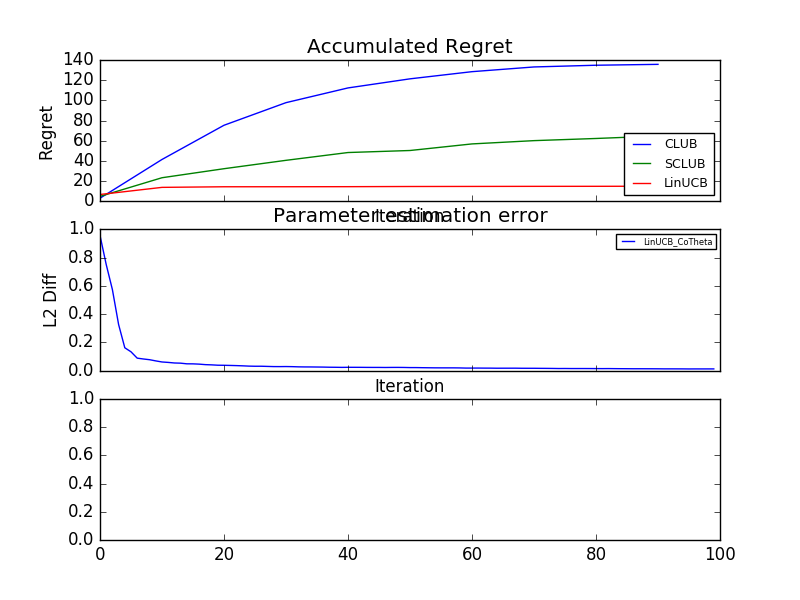 Accumulated Regret
140
120
100
80
60
40
20
0
Regret
CLUB
SCLUB
LinUCB
Iteration
Parameter estimation error
1.0
0.8
0.6
0.4
0.2
0.0
L2 Diff
LinUCB_CoTheta
Iteration
1.0
0.8
0.6
0.4
0.2
0.0
0 20 40 60 80 100